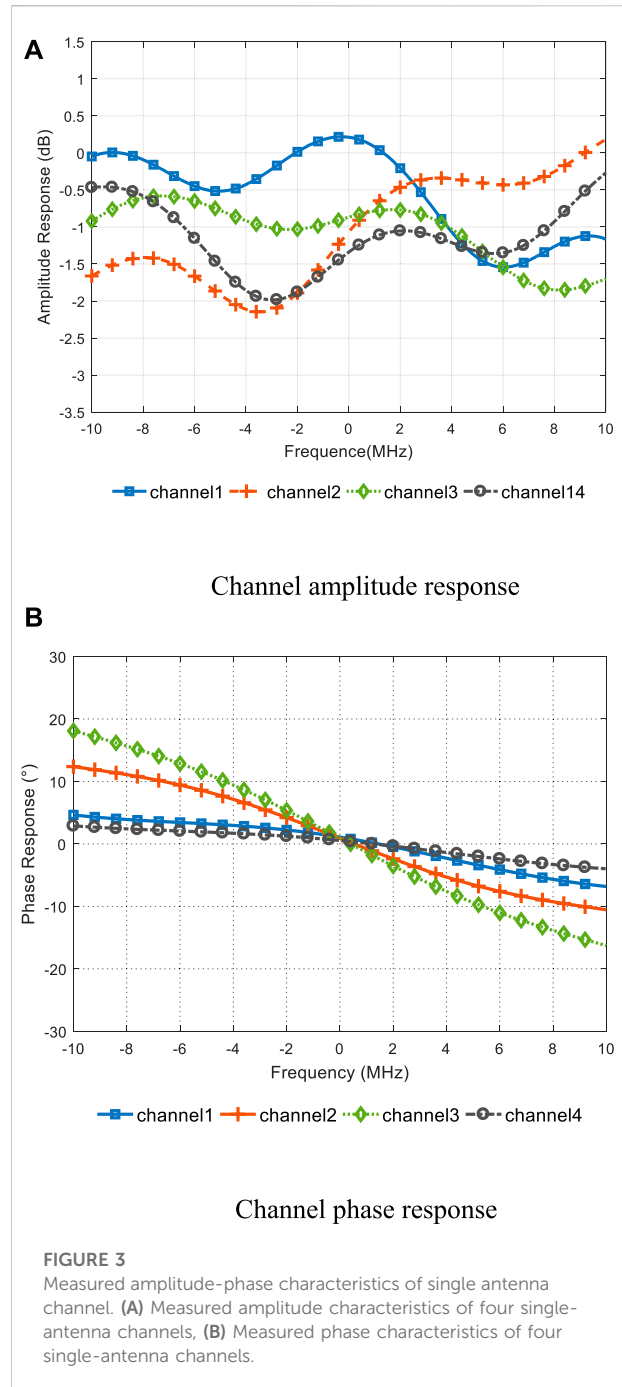 A
Amplitude Response (dB)
1.5
1
0.5
0
-0.5
-1
-1.5
-2
-2.5
-3
-3.5
-10 -8 -6 -4 -2 0 2 4 6 8 10
Frequence(MHz)
channel1 channel2 channel3 channel14
Channel amplitude response
B
Phase Response (°)
30
20
10
0
-10
-20
-30
-10 -8 -6 -4 -2 0 2 4 6 8 10
Frequency (MHz)
channel1 channel2 channel3 channel4
Channel phase response
FIGURE 3
Measured amplitude-phase characteristics of single antenna
channel. (A) Measured amplitude characteristics of four single-
antenna channels, (B) Measured phase characteristics of four
single-antenna channels.